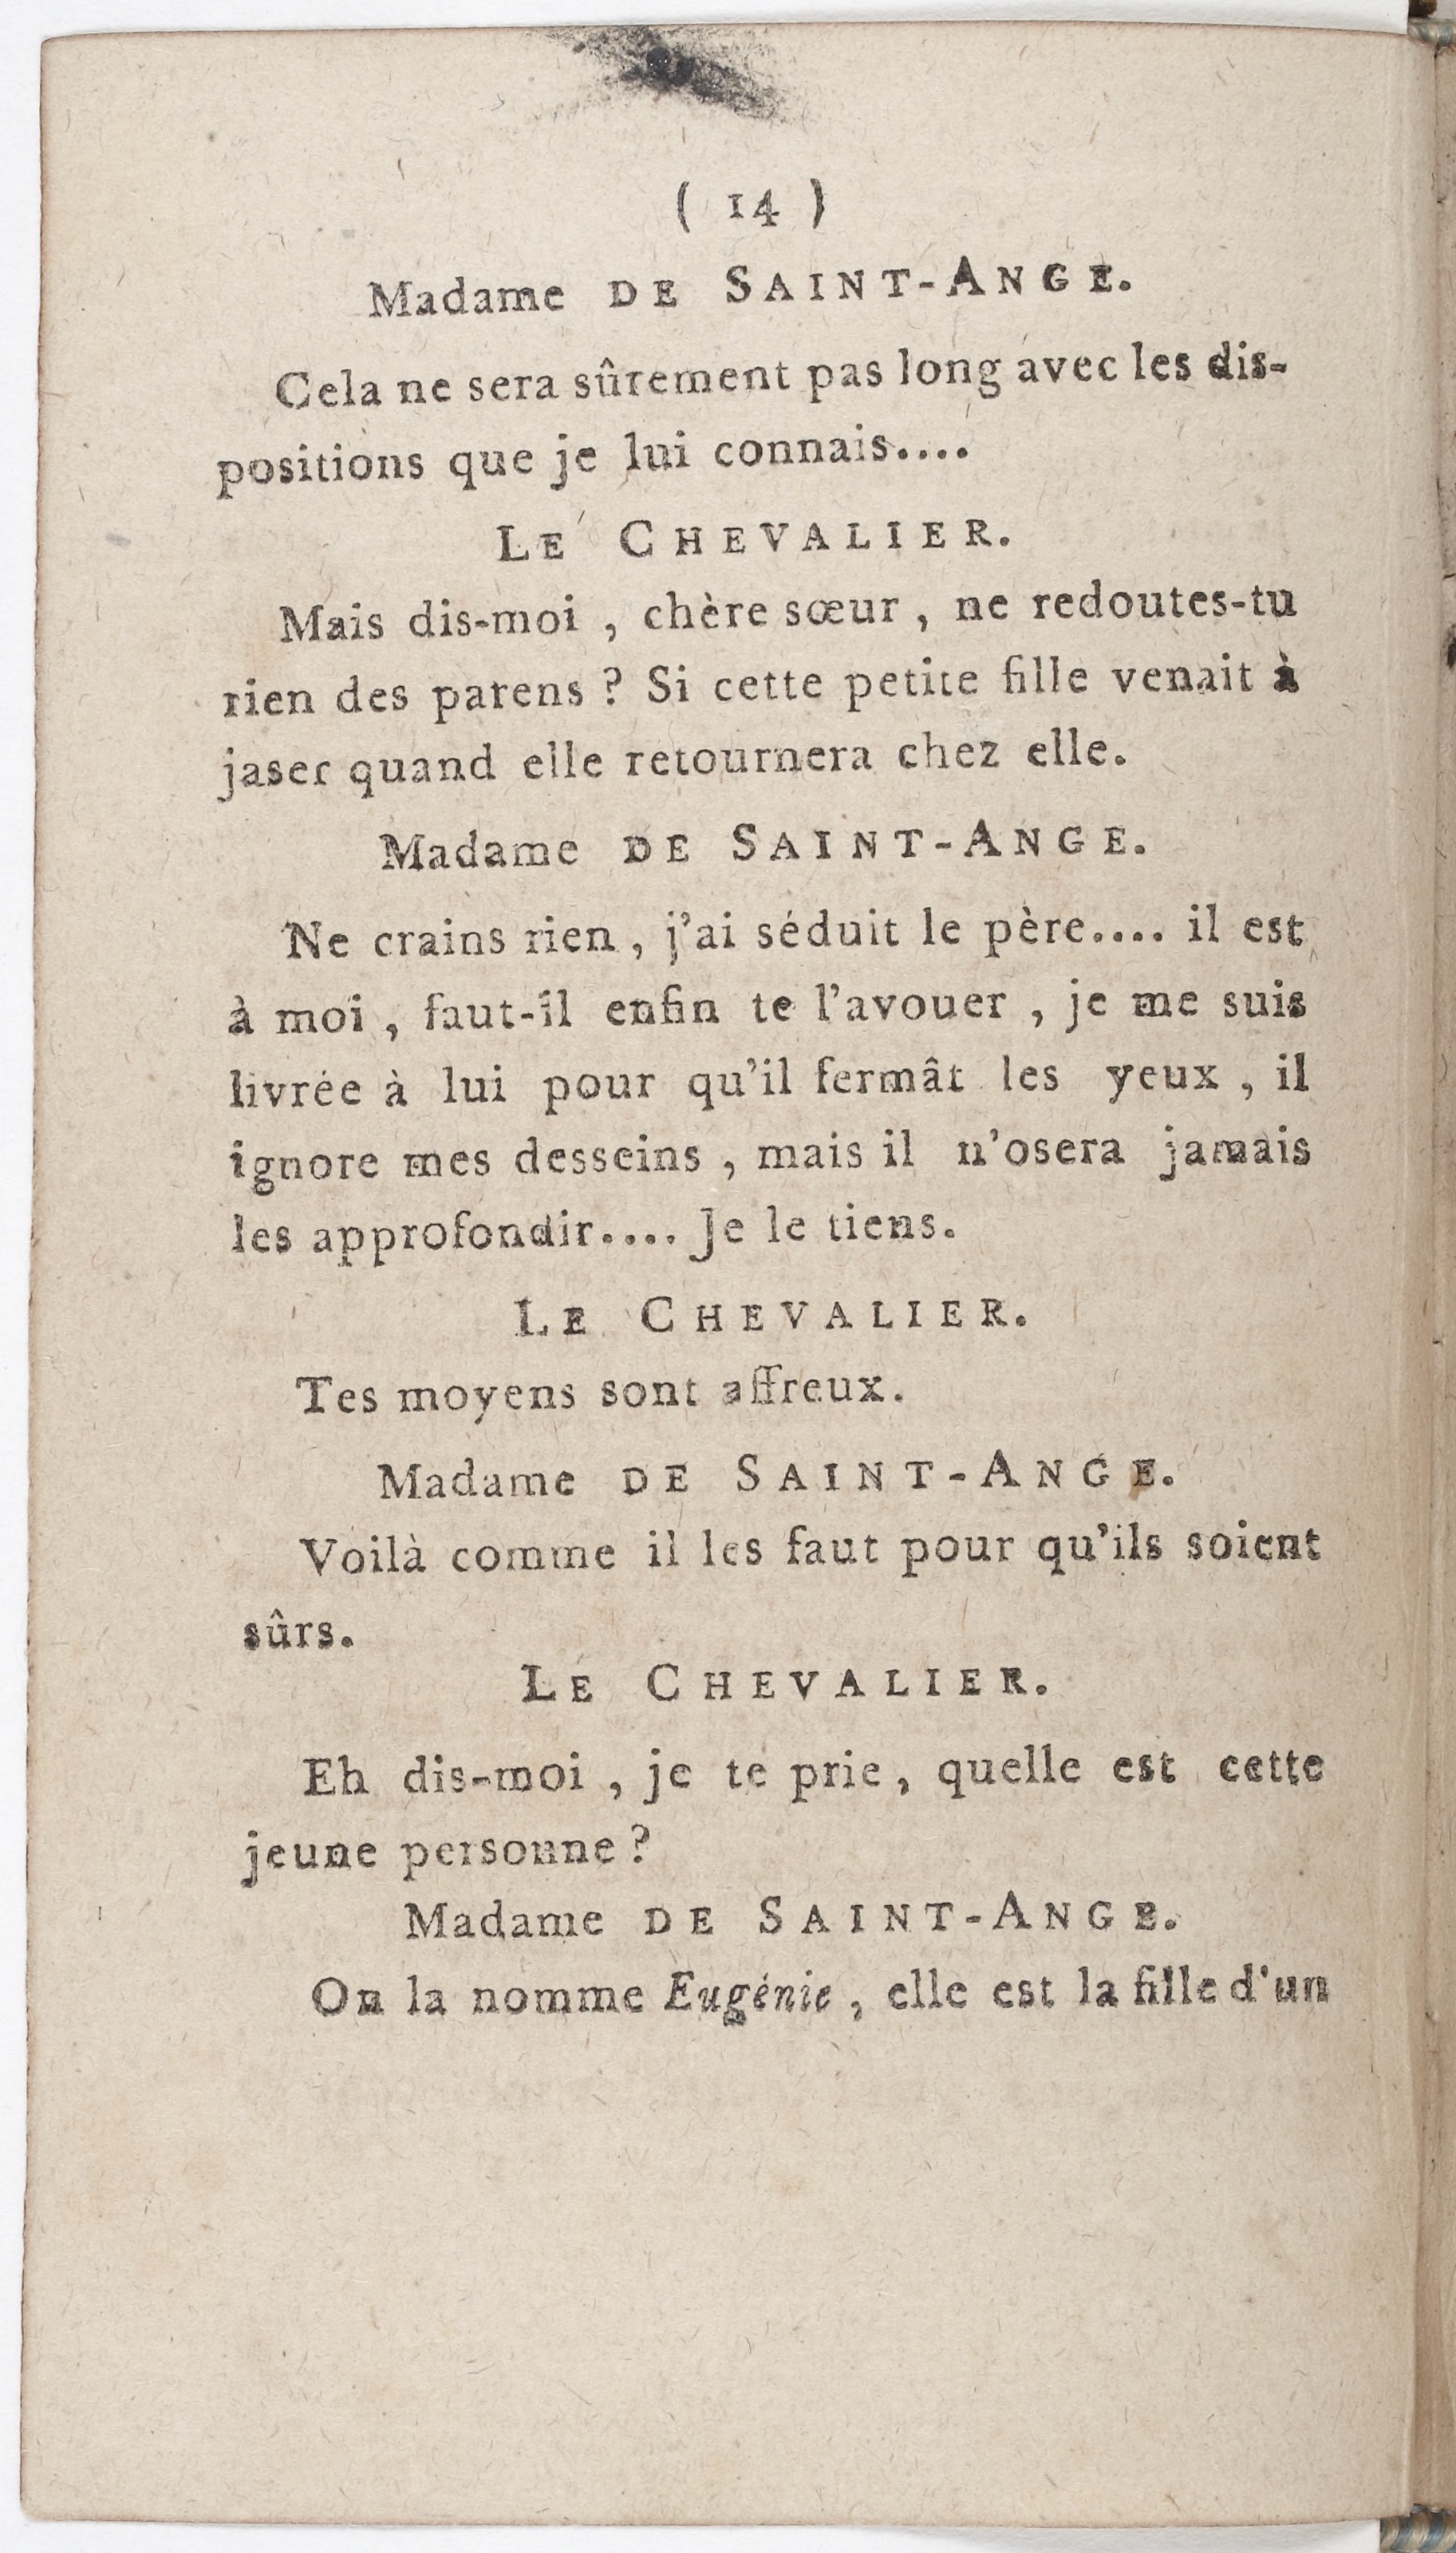 ( 14 )
Madame DE SAINT-ANGE.
Cela ne sera sûrement pas long avec les dis-
positions que je lui connais....
LE CHEVALIER.
Mais dis-moi , chère sœur , ne redoutes-tu
rien des parens ? Si cette petite fille venait à
jaser quand elle retournera chez elle.
Madame DE SAINT-ANGE.
Ne crains rien , j'ai séduit le père.... il est
à moi , faut-il enfin te l'avouer , je me suis
livrée à lui pour qu'il fermât les yeux , il
ignore mes desseins , mais il n'osera jamais
les approfondir.... Je le tiens.
LE CHEVALIER.
Tes moyens sont affreux.
Madame DE SAINT-ANGE.
Voilà comme il les faut pour qu'ils soient
sûrs.
LE CHEVALIER.
Eh dis-moi , je te prie , quelle est cette
jeune personne ?
Madame DE SAINT-ANGE.
On la nomme Eugénie , elle est la fille d'un